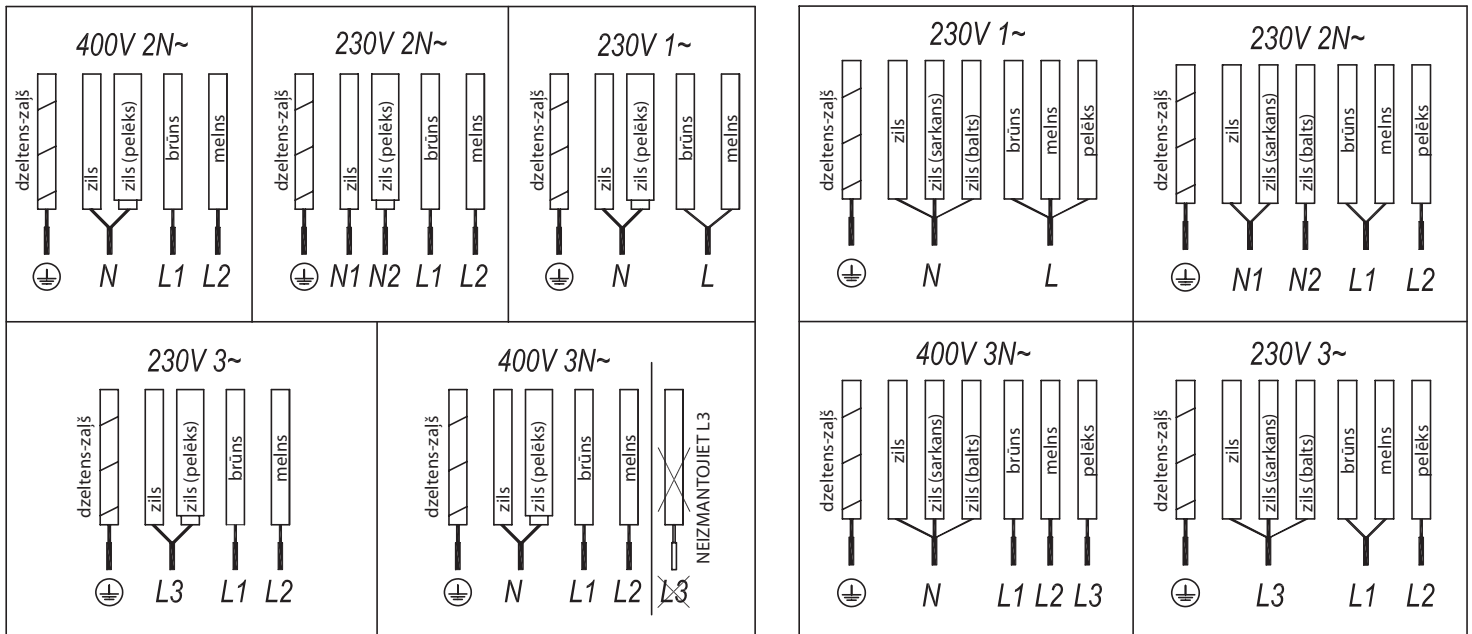 400V 2N~
dzeltens-zaļš
zils
zils (pelēks)
brūns
melns
N L1 L2
230V 2N~
dzeltens-zaļš
zils
zils (pelēks)
brūns
melns
N1 N2 L1 L2
230V 1~
dzeltens-zaļš
zils
zils (pelēks)
brūns
melns
N L
230V 3~
dzeltens-zaļš
zils
zils (pelēks)
brūns
melns
L3 L1 L2
400V 3N~
dzeltens-zaļš
zils
zils (pelēks)
brūns
melns
NEIZMANTOJIET L3
N L1 L2 L3
230V 1~
dzeltens-zaļš
zils
zils (sarkans)
zils (balts)
brūns
melns
pelēks
N L
230V 2N~
dzeltens-zaļš
zils
zils (sarkans)
zils (balts)
brūns
melns
pelēks
N1 N2 L1 L2
400V 3N~
dzeltens-zaļš
zils
zils (sarkans)
zils (balts)
brūns
melns
pelēks
N L1 L2 L3
230V 3~
dzeltens-zaļš
zils
zils (sarkans)
zils (balts)
brūns
melns
pelēks
L3 L1 L2